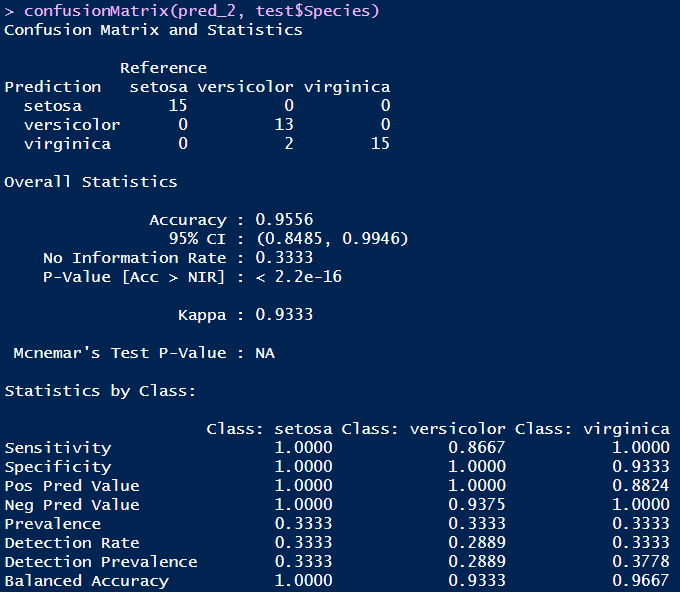 > confusionMatrix(pred_2, test$Species)
Confusion Matrix and Statistics
Reference
Prediction setosa versicolor virginica
setosa 15 0 0
versicolor 0 13 0
virginica 0 2 15
Overall Statistics
Accuracy : 0.9556
95% CI : (0.8485, 0.9946)
No Information Rate : 0.3333
P-Value [Acc > NIR] : < 2.2e-16
Kappa : 0.9333
Mcnemar's Test P-Value : NA
Statistics by Class:
Class: setosa Class: versicolor Class: virginica
Sensitivity 1.0000 0.8667 1.0000
Specificity 1.0000 1.0000 0.9333
Pos Pred Value 1.0000 1.0000 0.8824
Neg Pred Value 1.0000 0.9375 1.0000
Prevalence 0.3333 0.3333 0.3333
Detection Rate 0.3333 0.2889 0.3333
Detection Prevalence 0.3333 0.2889 0.3778
Balanced Accuracy 1.0000 0.9333 0.9667